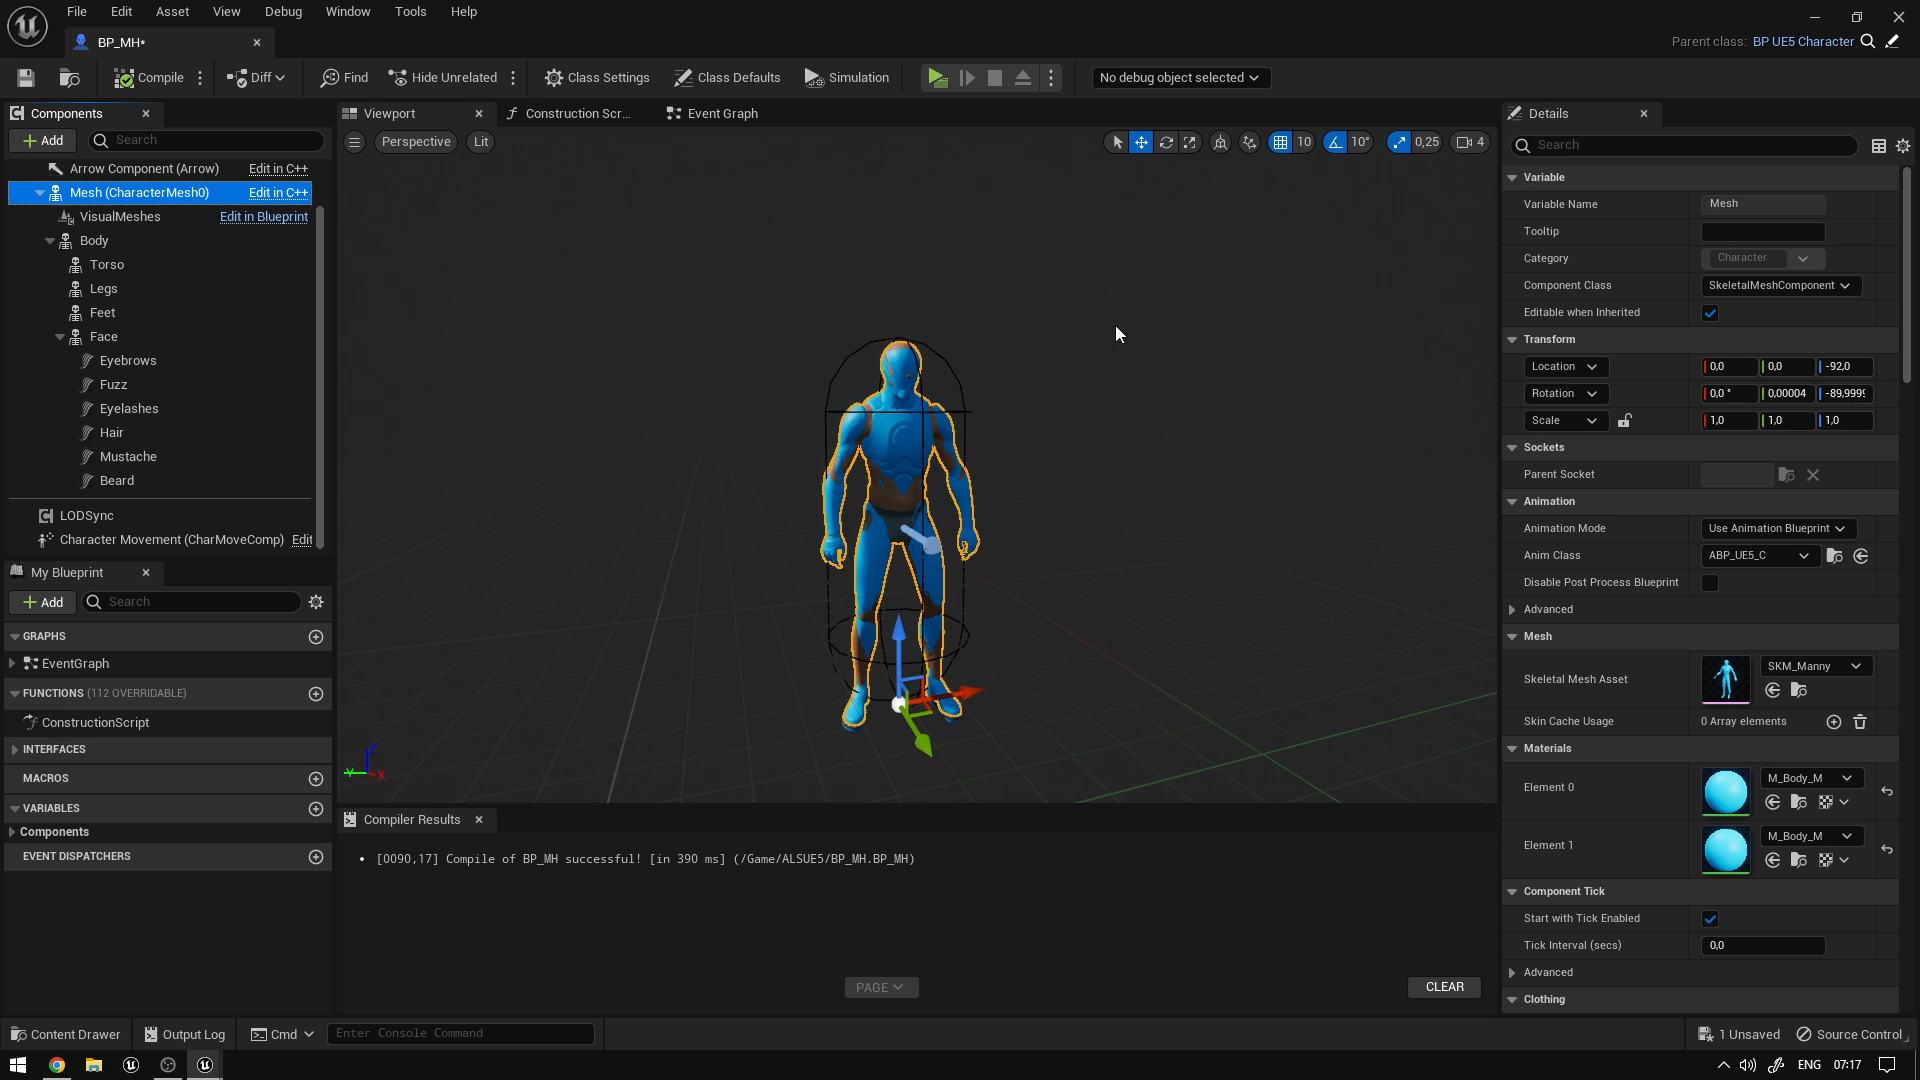 File Edit Asset View Debug Window Tools Help
BP_MH*
Parent class: BP UE5 Character
Compile Diff Find Hide Unrelated Class Settings Class Defaults Simulation No debug object selected
Components
Add Search
Arrow Component (Arrow) Edit in C++
Mesh (CharacterMesh0) Edit in C++
VisualMeshes Edit in Blueprint
Body
Torso
Legs
Feet
Face
Eyebrows
Fuzz
Eyelashes
Hair
Mustache
Beard
LODSync
Character Movement (CharMoveComp) Edit
My Blueprint
Add Search
GRAPHS
EventGraph
FUNCTIONS (112 OVERRIDABLE)
ConstructionScript
INTERFACES
MACROS
VARIABLES
Components
EVENT DISPATCHERS
Viewport Construction Scr... Event Graph
Perspective Lit 10 10° 0,25 4
Z
Y X
Compiler Results
[0090,17] Compile of BP_MH successful! [in 390 ms] (/Game/ALSUE5/BP_MH.BP_MH)
PAGE CLEAR
Details
Search
Variable
Variable Name Mesh
Tooltip
Category Character
Component Class SkeletalMeshComponent
Editable when Inherited
Transform
Location 0,0 0,0 -92,0
Rotation 0,0 ° 0,00004 -89,9999
Scale 1,0 1,0 1,0
Sockets
Parent Socket
Animation
Animation Mode Use Animation Blueprint
Anim Class ABP_UE5_C
Disable Post Process Blueprint
Advanced
Mesh
Skeletal Mesh Asset SKM_Manny
Skin Cache Usage 0 Array elements
Materials
Element 0 M_Body_M
Element 1 M_Body_M
Component Tick
Start with Tick Enabled
Tick Interval (secs) 0,0
Advanced
Clothing
Content Drawer Output Log Cmd Enter Console Command 1 Unsaved Source Control
ENG 07:17